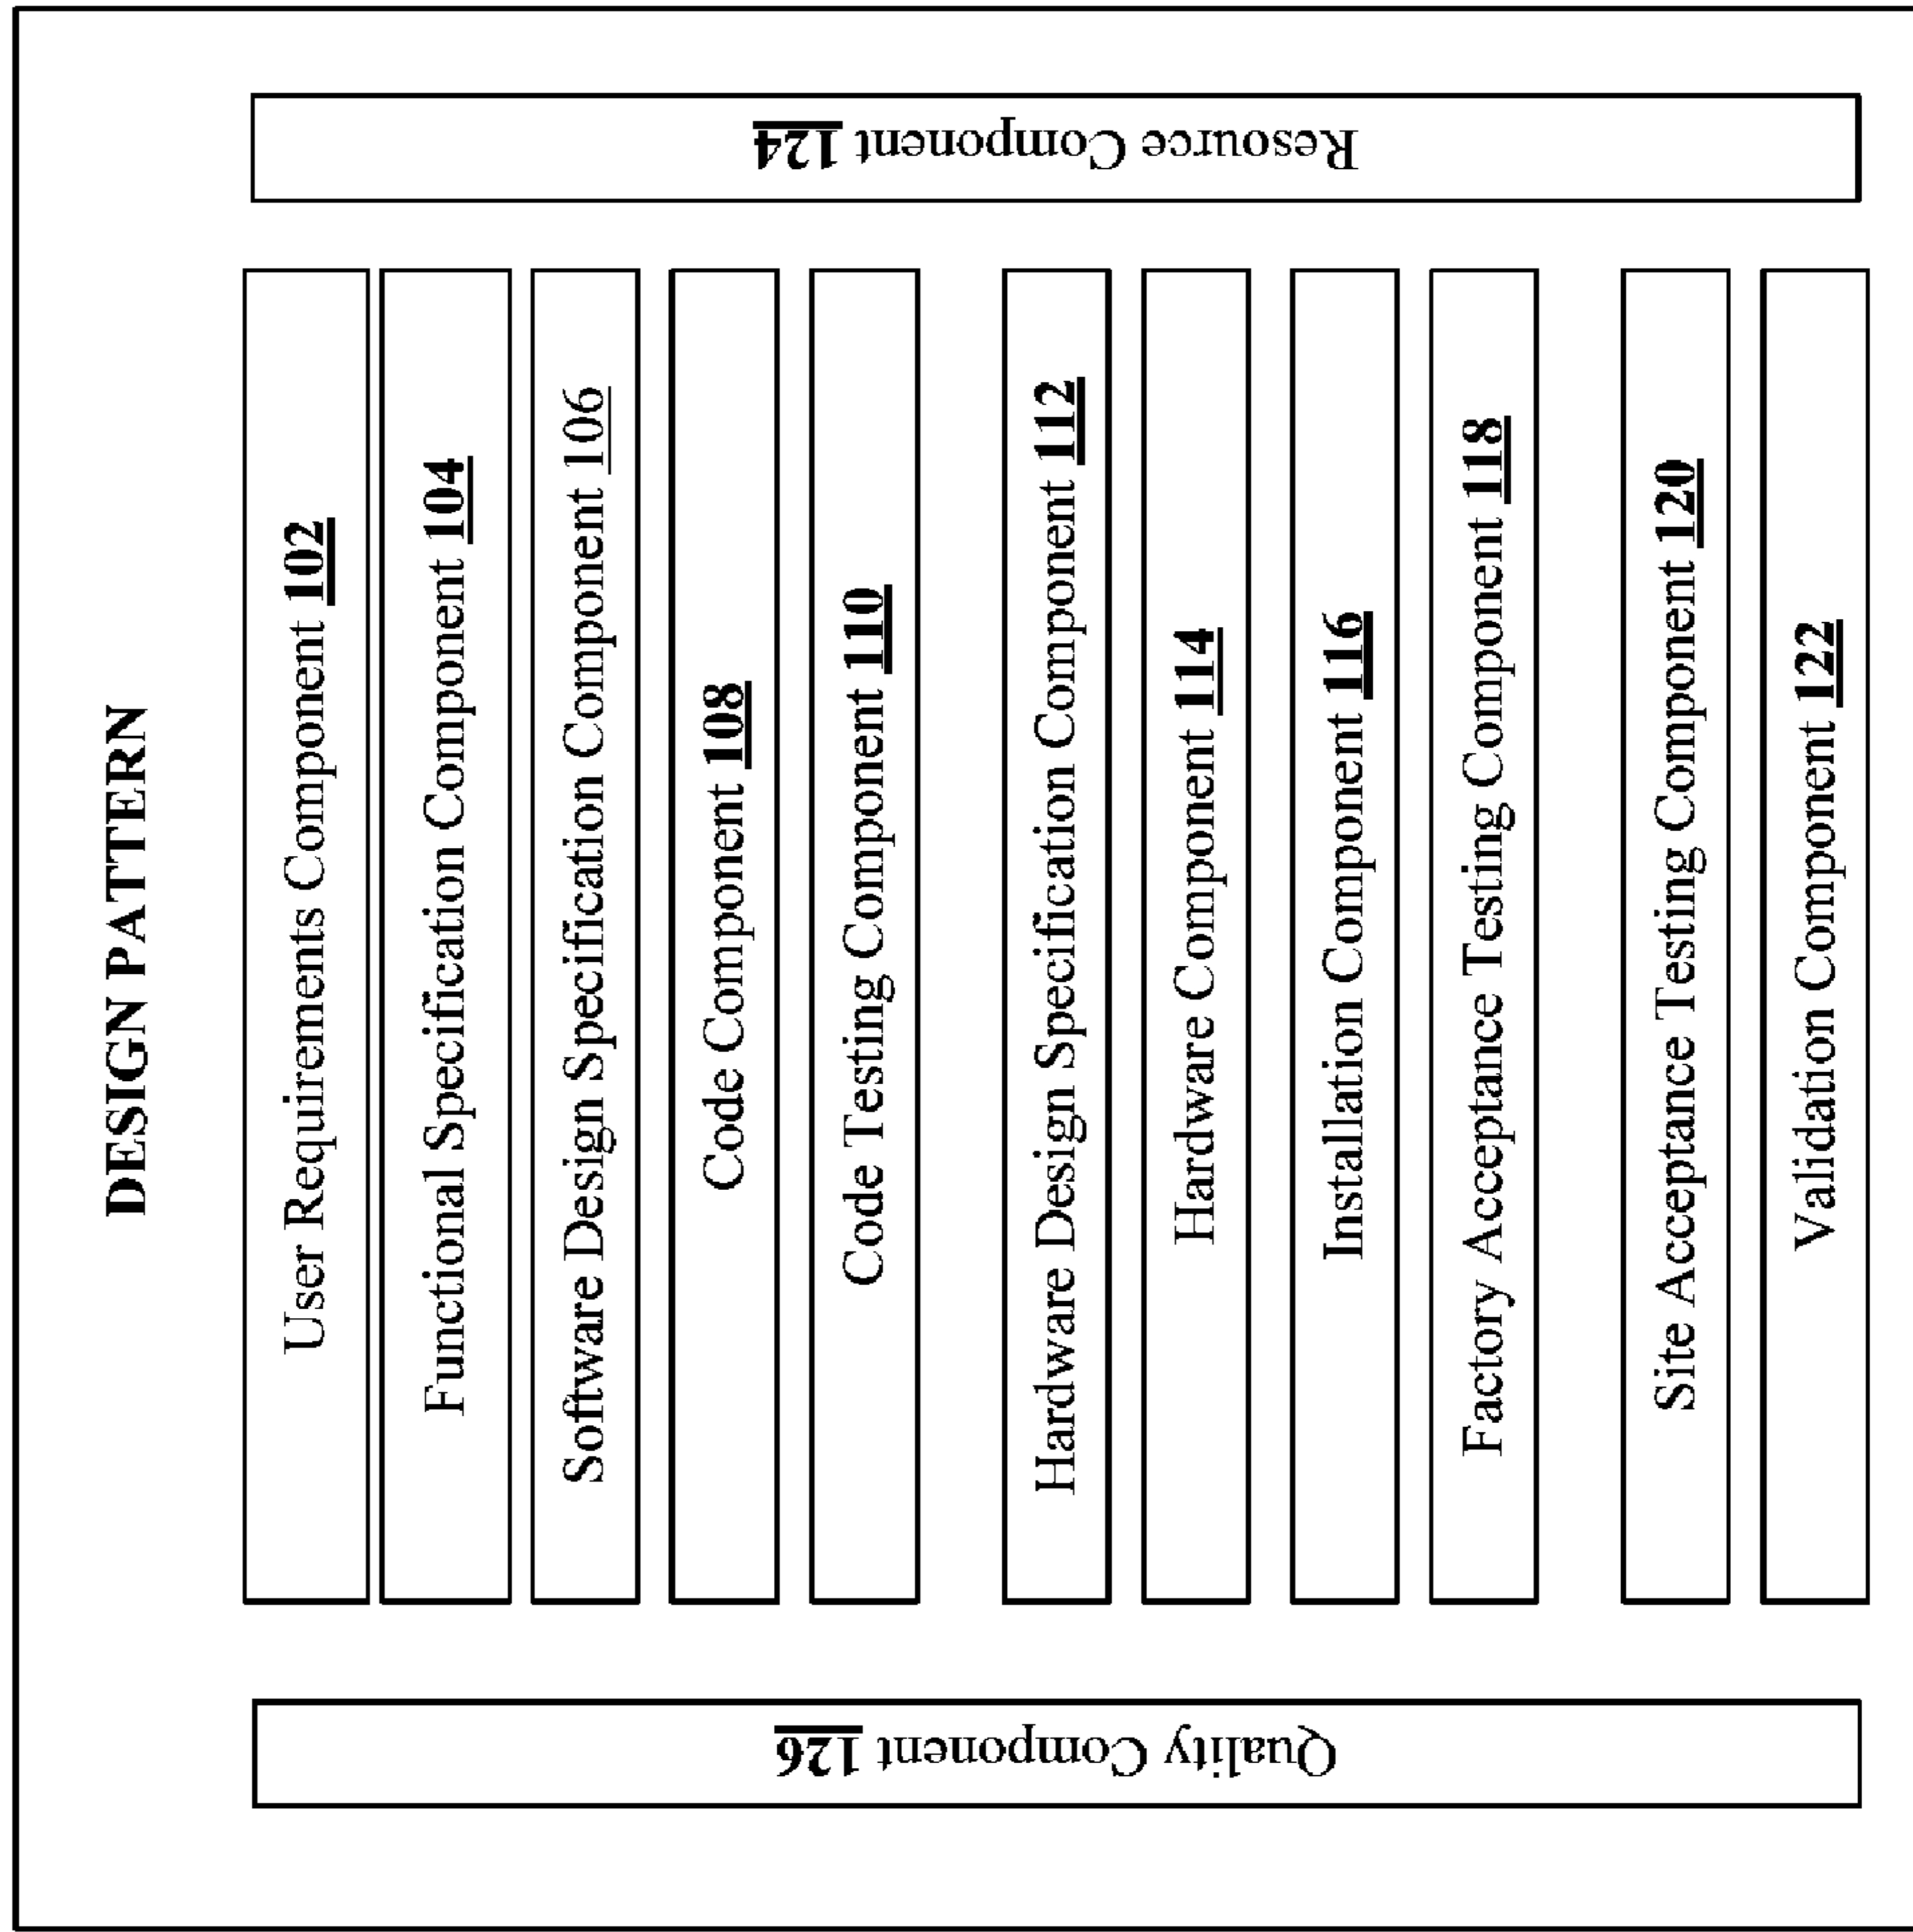 DESIGN PATTERN
User Requirements Component 102
Functional Specification Component 104
Software Design Specification Component 106
Code Component 108
Code Testing Component 110
Hardware Design Specification Component 112
Hardware Component 114
Installation Component 116
Factory Acceptance Testing Component 118
Site Acceptance Testing Component 120
Validation Component 122
Quality Component 126
Resource Component 124